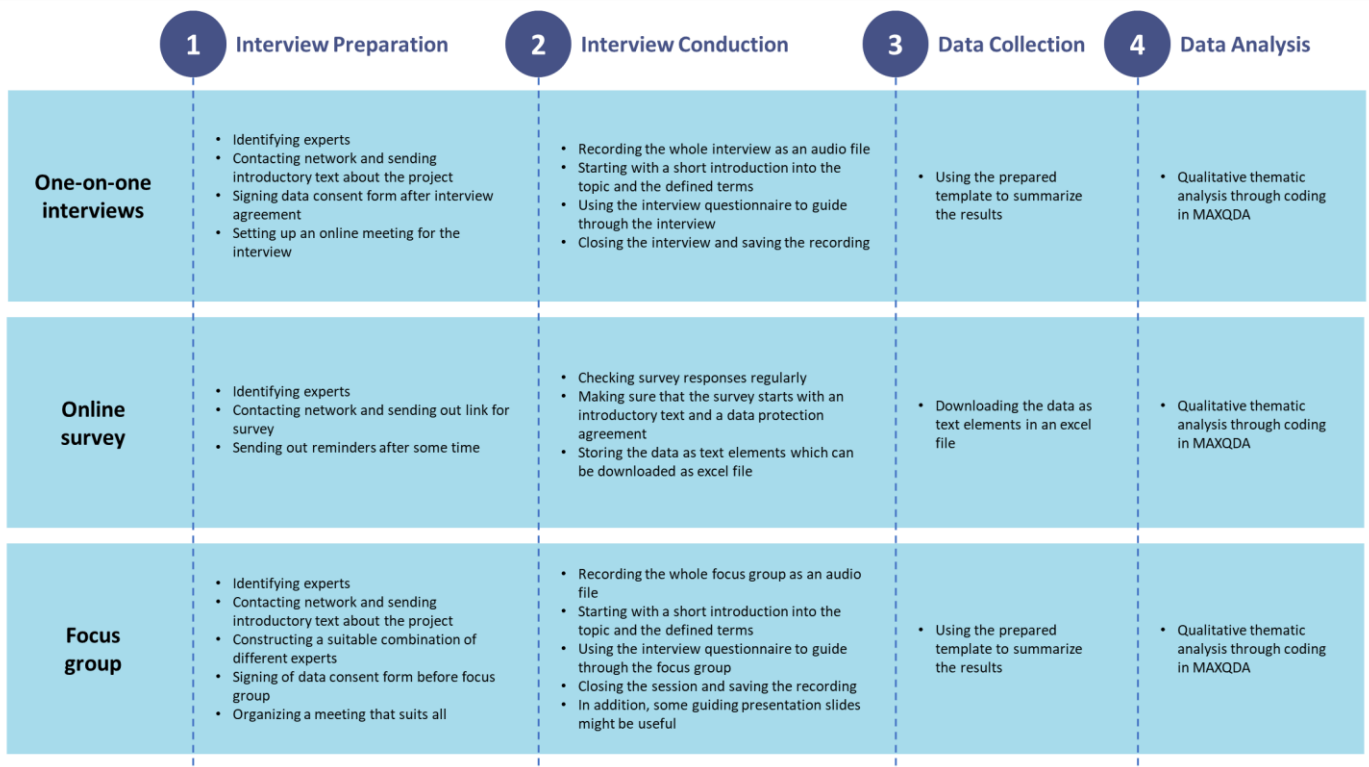 1 Interview Preparation 2 Interview Conduction 3 Data Collection 4 Data Analysis
One-on-one
interviews
• Identifying experts
• Contacting network and sending
introductory text about the project
• Signing data consent form after interview
agreement
• Setting up an online meeting for the
interview
• Recording the whole interview as an audio file
• Starting with a short introduction into the
topic and the defined terms
• Using the interview questionnaire to guide
through the interview
• Closing the interview and saving the recording
• Using the prepared
template to summarize
the results
• Qualitative thematic
analysis through coding
in MAXQDA
Online
survey
• Identifying experts
• Contacting network and sending out link for
survey
• Sending out reminders after some time
• Checking survey responses regularly
• Making sure that the survey starts with an
introductory text and a data protection
agreement
• Storing the data as text elements which can
be downloaded as excel file
• Downloading the data as
text elements in an excel
file
• Qualitative thematic
analysis through coding
in MAXQDA
Focus
group
• Identifying experts
• Contacting network and sending
introductory text about the project
• Constructing a suitable combination of
different experts
• Signing of data consent form before focus
group
• Organizing a meeting that suits all
• Recording the whole focus group as an audio
file
• Starting with a short introduction into the
topic and the defined terms
• Using the interview questionnaire to guide
through the focus group
• Closing the session and saving the recording
• In addition, some guiding presentation slides
might be useful
• Using the prepared
template to summarize
the results
• Qualitative thematic
analysis through coding
in MAXQDA